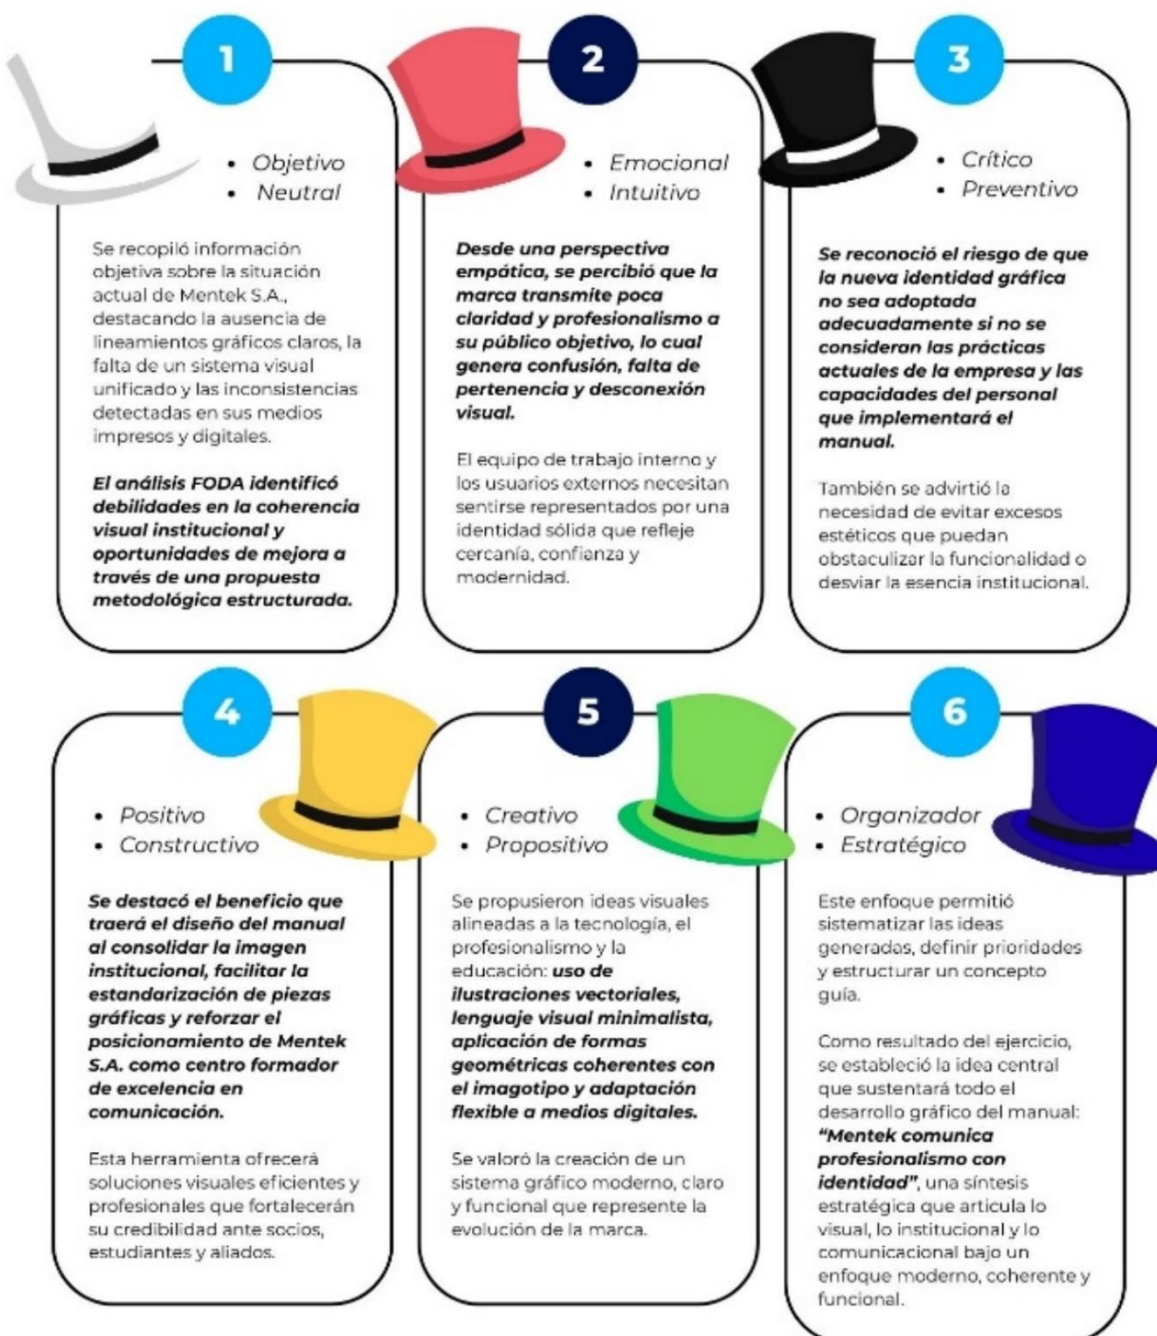 1
• Objetivo
• Neutral
Se recopiló información
objetiva sobre la situación
actual de Mentek S.A.,
destacando la ausencia de
lineamientos gráficos claros, la
falta de un sistema visual
unificado y las inconsistencias
detectadas en sus medios
impresos y digitales.
El análisis FODA identificó
debilidades en la coherencia
visual institucional y
oportunidades de mejora a
través de una propuesta
metodológica estructurada.
2
• Emocional
• Intuitivo
Desde una perspectiva
empática, se percibió que la
marca transmite poca
claridad y profesionalismo a
su público objetivo, lo cual
genera confusión, falta de
pertenencia y desconexión
visual.
El equipo de trabajo interno y
los usuarios externos necesitan
sentirse representados por una
identidad sólida que refleje
cercanía, confianza y
modernidad.
3
• Crítico
• Preventivo
Se reconoció el riesgo de que
la nueva identidad gráfica
no sea adoptada
adecuadamente si no se
consideran las prácticas
actuales de la empresa y las
capacidades del personal
que implementará el
manual.
También se advirtió la
necesidad de evitar excesos
estéticos que puedan
obstaculizar la funcionalidad o
desviar la esencia institucional.
4
• Positivo
• Constructivo
Se destacó el beneficio que
traerá el diseño del manual
al consolidar la imagen
institucional, facilitar la
estandarización de piezas
gráficas y reforzar el
posicionamiento de Mentek
S.A. como centro formador
de excelencia en
comunicación.
Esta herramienta ofrecerá
soluciones visuales eficientes y
profesionales que fortalecerán
su credibilidad ante socios,
estudiantes y aliados.
5
• Creativo
• Propositivo
Se propusieron ideas visuales
alineadas a la tecnología, el
profesionalismo y la
educación: uso de
ilustraciones vectoriales,
lenguaje visual minimalista,
aplicación de formas
geométricas coherentes con
el imagotipo y adaptación
flexible a medios digitales.
Se valoró la creación de un
sistema gráfico moderno, claro
y funcional que represente la
evolución de la marca.
6
• Organizador
• Estratégico
Este enfoque permitió
sistematizar las ideas
generadas, definir prioridades
y estructurar un concepto
guía.
Como resultado del ejercicio,
se estableció la idea central
que sustentará todo el
desarrollo gráfico del manual:
“Mentek comunica
profesionalismo con
identidad”, una síntesis
estratégica que articula lo
visual, lo institucional y lo
comunicacional bajo un
enfoque moderno, coherente y
funcional.